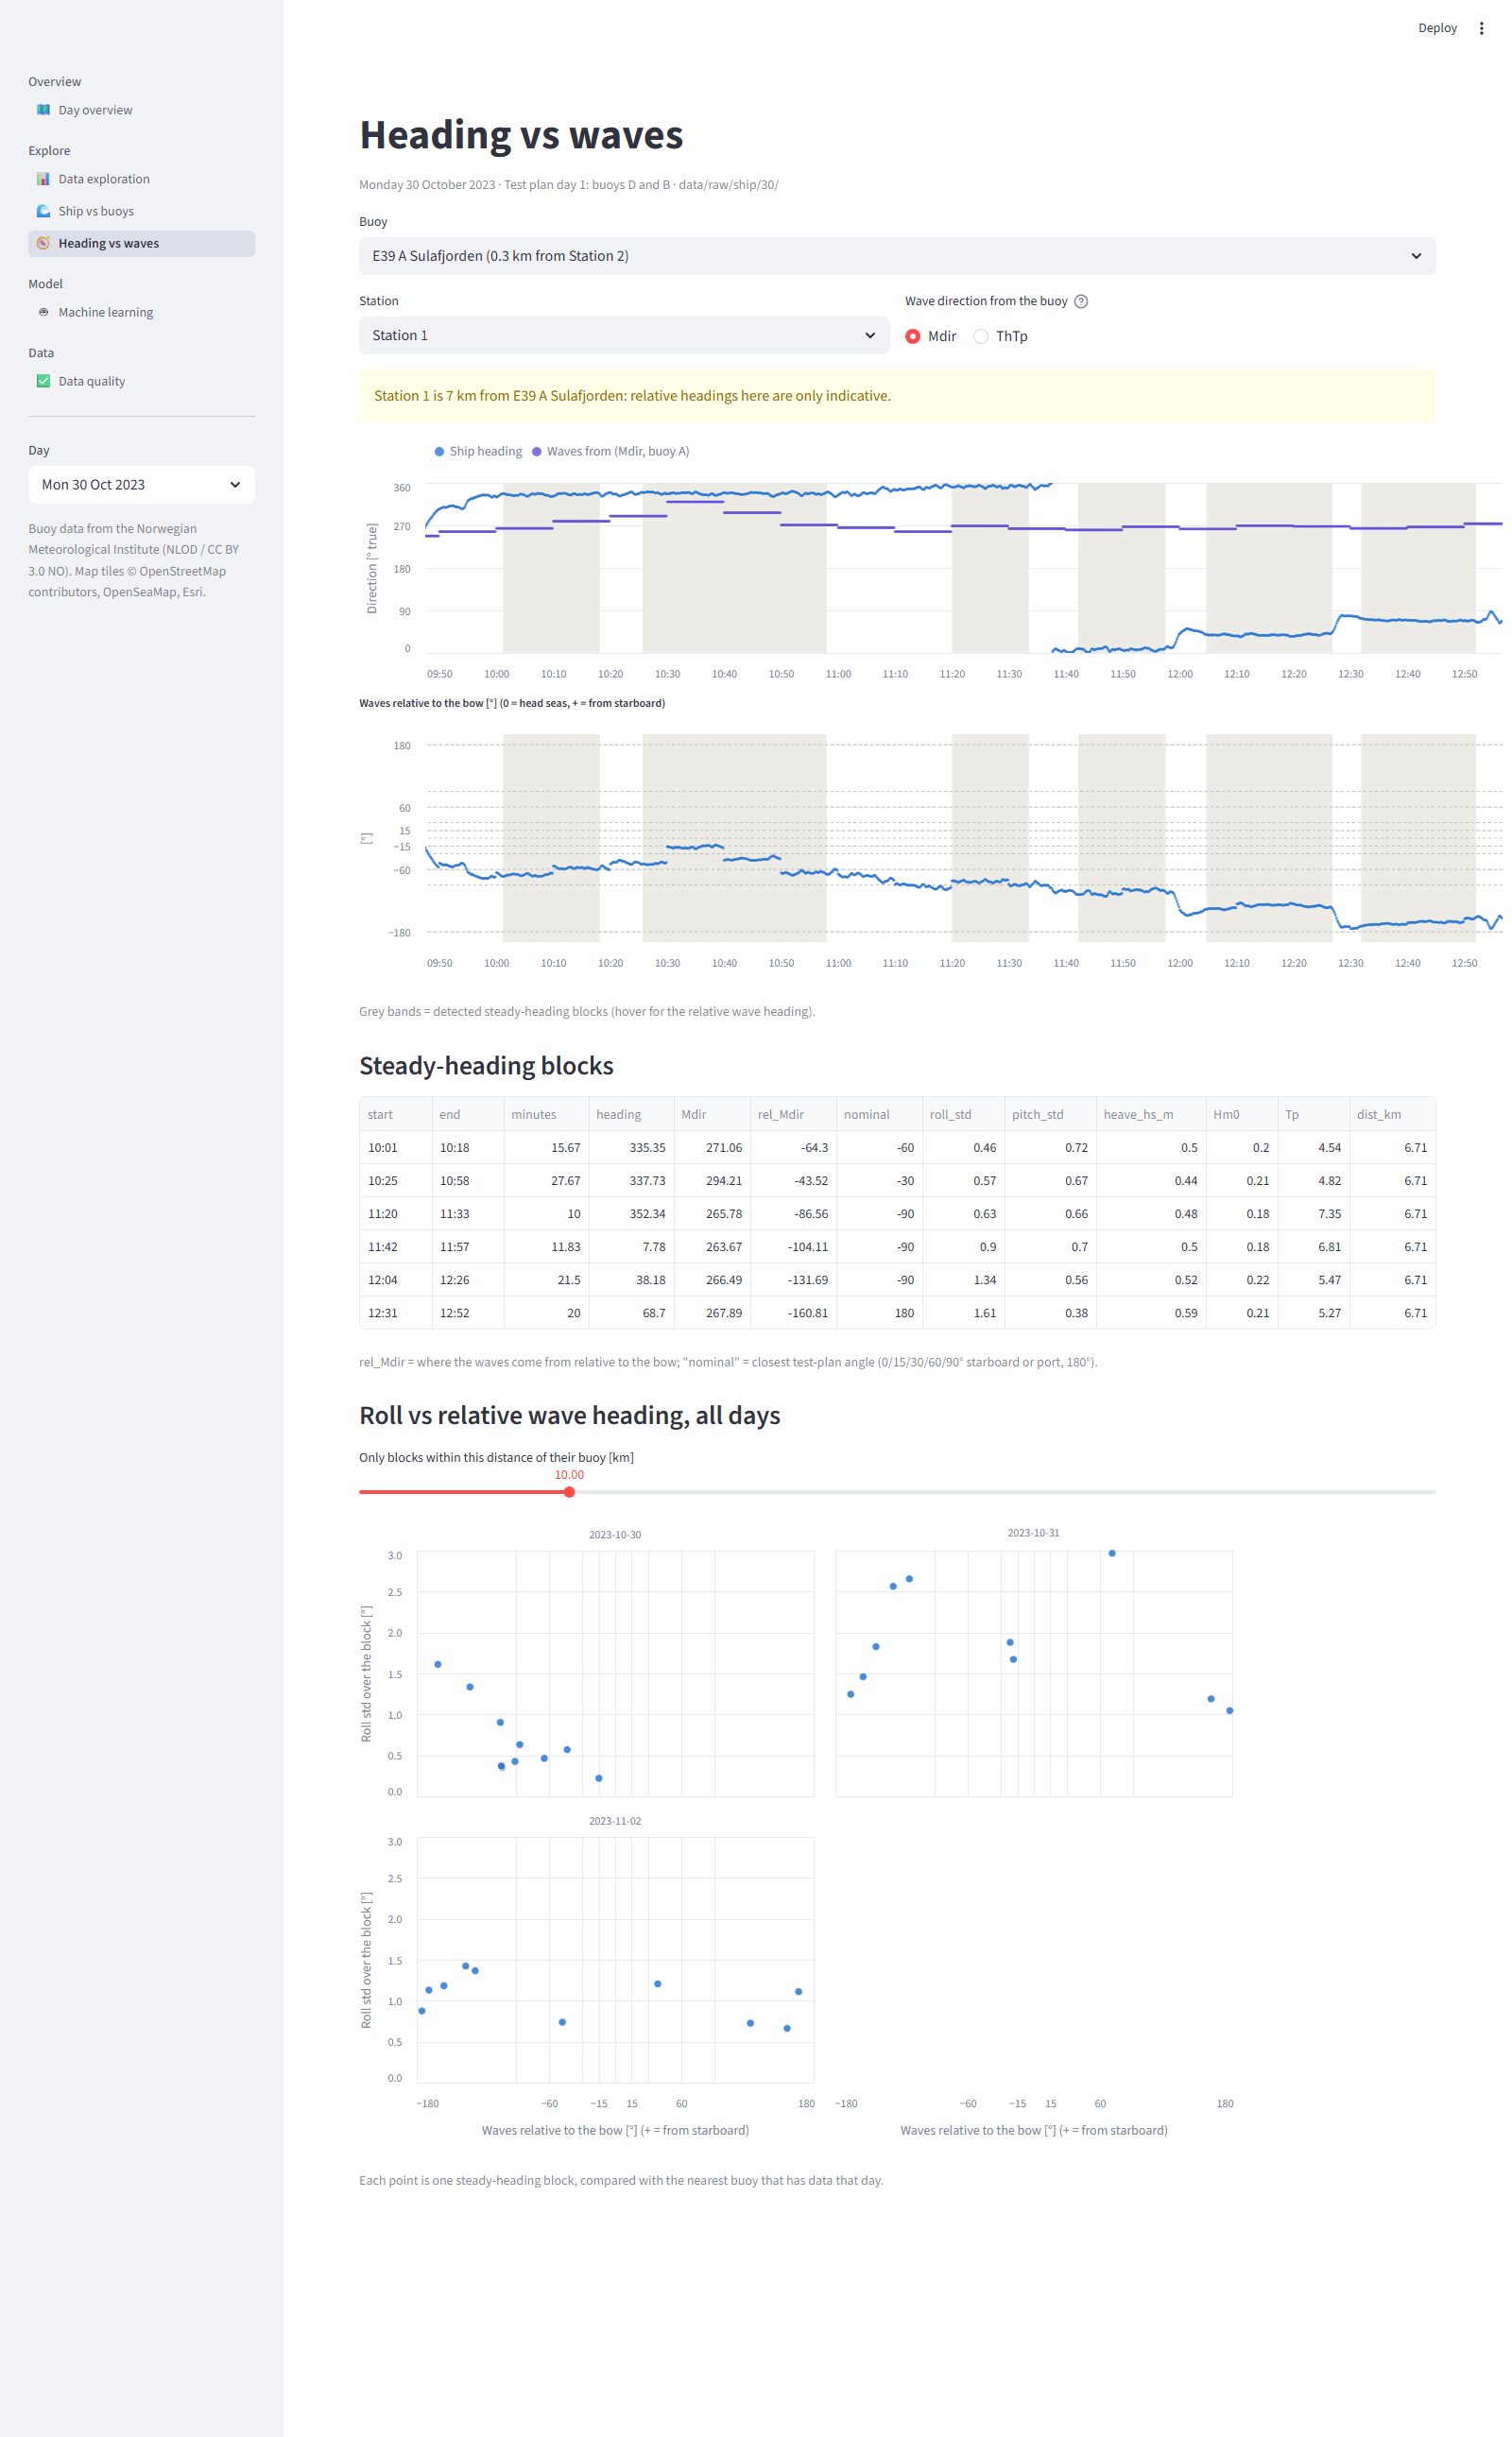 Deploy
Overview
Day overview
Explore
Data exploration
Ship vs buoys
Heading vs waves
Model
Machine learning
Data
Data quality
Day
Mon 30 Oct 2023
Buoy data from the Norwegian
Meteorological Institute (NLOD / CC BY
3.0 NO). Map tiles © OpenStreetMap
contributors, OpenSeaMap, Esri.
Heading vs waves
Monday 30 October 2023 · Test plan day 1: buoys D and B · data/raw/ship/30/
Buoy
E39 A Sulafjorden (0.3 km from Station 2)
Station
Wave direction from the buoy ?
Station 1
Mdir ThTp
Station 1 is 7 km from E39 A Sulafjorden: relative headings here are only indicative.
Ship heading Waves from (Mdir, buoy A)
Direction [° true]
360
270
180
90
0
09:50 10:00 10:10 10:20 10:30 10:40 10:50 11:00 11:10 11:20 11:30 11:40 11:50 12:00 12:10 12:20 12:30 12:40 12:50
Waves relative to the bow [°] (0 = head seas, + = from starboard)
[°]
180
60
15
−15
−60
−180
09:50 10:00 10:10 10:20 10:30 10:40 10:50 11:00 11:10 11:20 11:30 11:40 11:50 12:00 12:10 12:20 12:30 12:40 12:50
Grey bands = detected steady-heading blocks (hover for the relative wave heading).
Steady-heading blocks
start end minutes heading Mdir rel_Mdir nominal roll_std pitch_std heave_hs_m Hm0 Tp dist_km
10:01 10:18 15.67 335.35 271.06 -64.3 -60 0.46 0.72 0.5 0.2 4.54 6.71
10:25 10:58 27.67 337.73 294.21 -43.52 -30 0.57 0.67 0.44 0.21 4.82 6.71
11:20 11:33 10 352.34 265.78 -86.56 -90 0.63 0.66 0.48 0.18 7.35 6.71
11:42 11:57 11.83 7.78 263.67 -104.11 -90 0.9 0.7 0.5 0.18 6.81 6.71
12:04 12:26 21.5 38.18 266.49 -131.69 -90 1.34 0.56 0.52 0.22 5.47 6.71
12:31 12:52 20 68.7 267.89 -160.81 180 1.61 0.38 0.59 0.21 5.27 6.71
rel_Mdir = where the waves come from relative to the bow; "nominal" = closest test-plan angle (0/15/30/60/90° starboard or port, 180°).
Roll vs relative wave heading, all days
Only blocks within this distance of their buoy [km]
10.00
2023-10-30 2023-10-31
Roll std over the block [°]
3.0
2.5
2.0
1.5
1.0
0.5
0.0
2023-11-02
Roll std over the block [°]
3.0
2.5
2.0
1.5
1.0
0.5
0.0
−180 −60 −15 15 60 180 −180 −60 −15 15 60 180
Waves relative to the bow [°] (+ = from starboard) Waves relative to the bow [°] (+ = from starboard)
Each point is one steady-heading block, compared with the nearest buoy that has data that day.